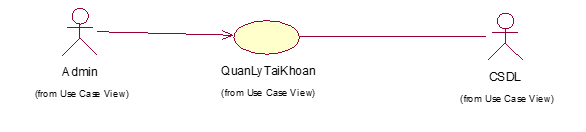 Admin
(from Use Case View)
QuanLyTaiKhoan
(from Use Case View)
CSDL
(from Use Case View)